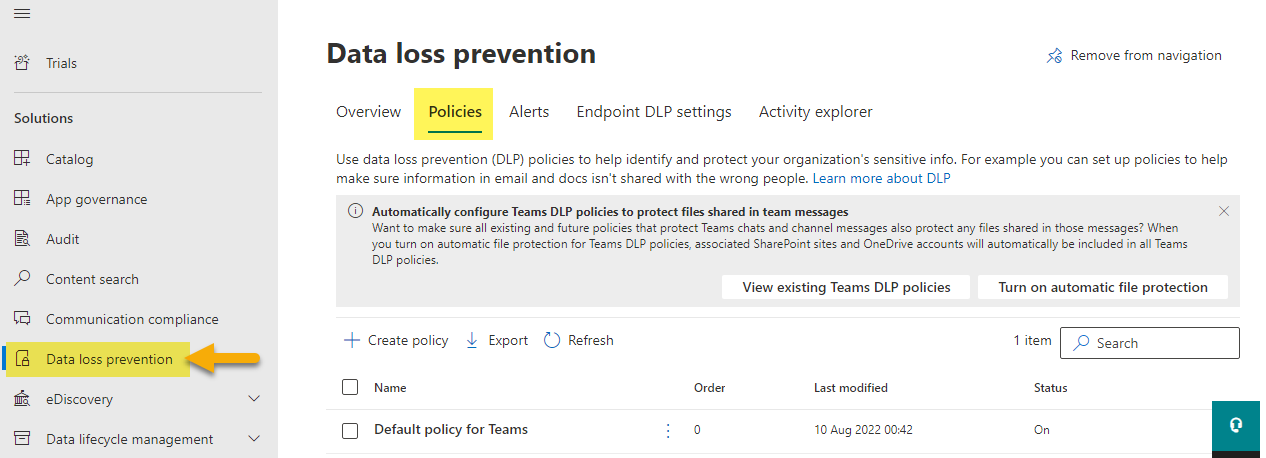 Trials
Solutions
Catalog
App governance
Audit
Content search
Communication compliance
Data loss prevention
eDiscovery
Data lifecycle management
Data loss prevention
Remove from navigation
Overview Policies Alerts Endpoint DLP settings Activity explorer
Use data loss prevention (DLP) policies to help identify and protect your organization's sensitive info. For example you can set up policies to help
make sure information in email and docs isn't shared with the wrong people. Learn more about DLP
Automatically configure Teams DLP policies to protect files shared in team messages
Want to make sure all existing and future policies that protect Teams chats and channel messages also protect any files shared in those messages? When
you turn on automatic file protection for Teams DLP policies, associated SharePoint sites and OneDrive accounts will automatically be included in all Teams
DLP policies.
View existing Teams DLP policies Turn on automatic file protection
Create policy Export Refresh 1 item Search
Name Order Last modified Status
Default policy for Teams 0 10 Aug 2022 00:42 On